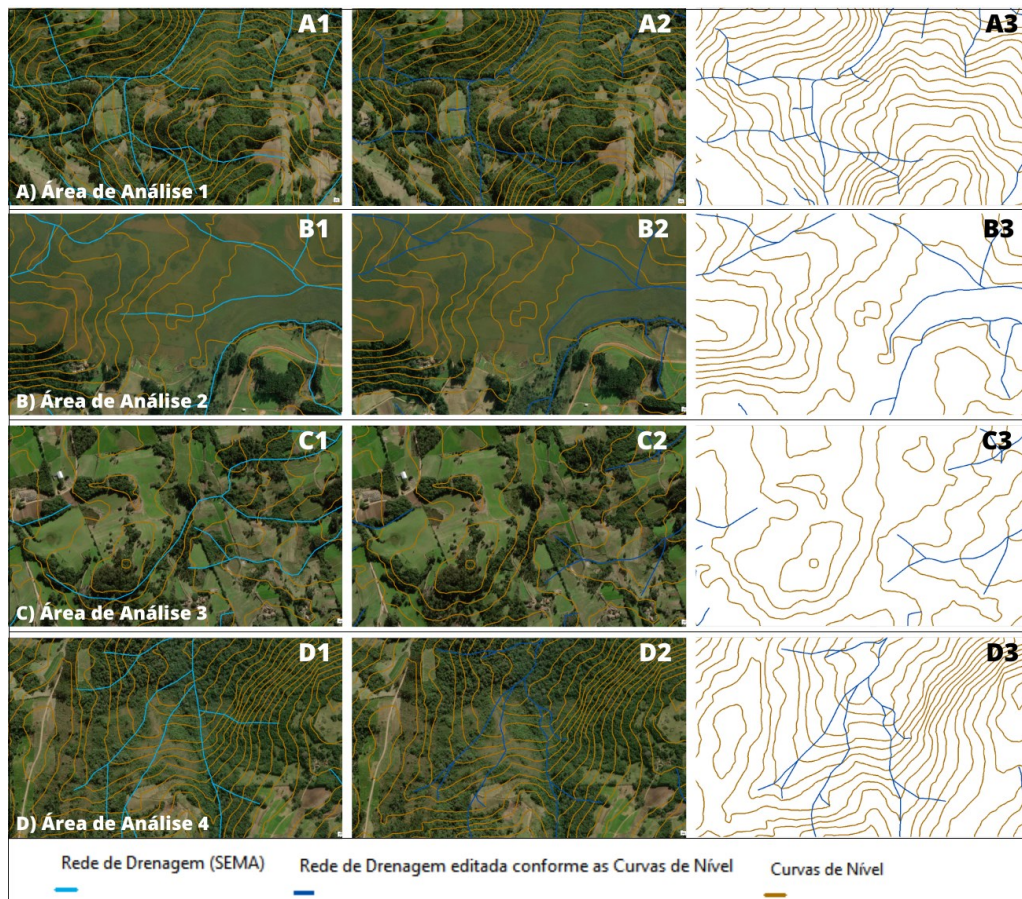 A1
A2
A3
A) Área de Análise 1
B1
B2
B3
B) Área de Análise 2
C1
C2
C3
C) Área de Análise 3
D1
D2
D3
D) Área de Análise 4
Rede de Drenagem (SEMA)
Rede de Drenagem editada conforme as Curvas de Nível
Curvas de Nível